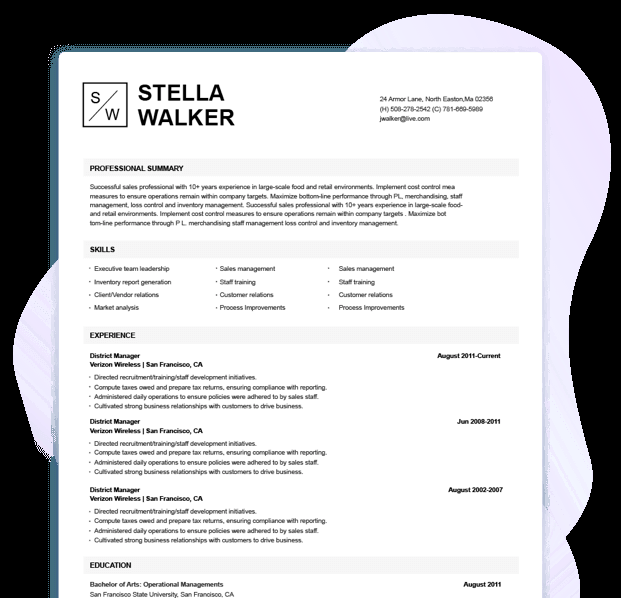 S
W
STELLA
WALKER
24 Armor Lane, North Easton,Ma 02356
(H) 508-278-2542 (C) 781-669-5989
jwalker@live.com
PROFESSIONAL SUMMARY
Successful sales professional with 10+ years experience in large-scale food and retail environments. Implement cost control mea
measures to ensure operations remain within company targets. Maximize bottom-line performance through PL, merchandising, staff
management, loss control and inventory management. Successful sales professional with 10+ years experience in large-scale food-
and retail environments. Implement cost control measures to ensure operations remain within company targets . Maximize bot
tom-line performance through P L. merchandising staff management loss control and inventory management.
SKILLS
· Executive team leadership · Sales management · Sales management
· Inventory report generation · Staff training · Staff training
· Client/Vendor relations · Customer relations · Customer relations
· Market analysis · Process Improvements · Process Improvements
EXPERIENCE
District Manager August 2011-Current
Verizon Wireless | San Francisco, CA
· Directed recruitment/training/staff development initiatives.
· Compute taxes owed and prepare tax returns, ensuring compliance with reporting.
· Administered daily operations to ensure policies were adhered to by sales staff.
· Cultivated strong business relationships with customers to drive business.
District Manager Jun 2008-2011
Verizon Wireless | San Francisco, CA
· Directed recruitment/training/staff development initiatives.
· Compute taxes owed and prepare tax returns, ensuring compliance with reporting.
· Administered daily operations to ensure policies were adhered to by sales staff.
· Cultivated strong business relationships with customers to drive business.
District Manager August 2002-2007
Verizon Wireless | San Francisco, CA
· Directed recruitment/training/staff development initiatives.
· Compute taxes owed and prepare tax returns, ensuring compliance with reporting.
· Administered daily operations to ensure policies were adhered to by sales staff.
· Cultivated strong business relationships with customers to drive business.
EDUCATION
Bachelor of Arts: Operational Managements August 2011
San Francisco State University, San Francisco, CA